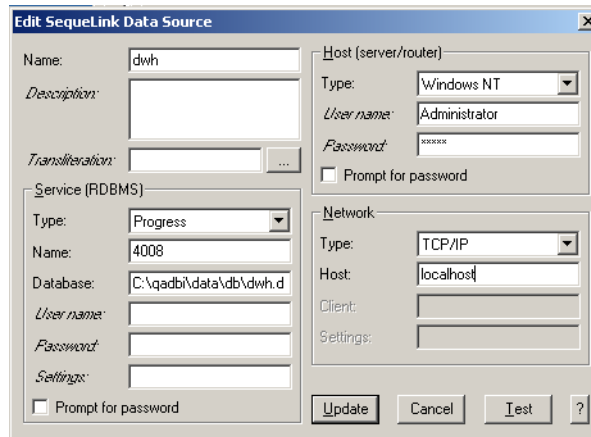 Edit SequeLink Data Source
Name: dwh
Description:
Transliteration: ...
Service (RDBMS)
Type: Progress
Name: 4008
Database: C:\qadbi\data\db\dwh.d
User name:
Password:
Settings:
Prompt for password
Host (server/router)
Type: Windows NT
User name: Administrator
Password: *****
Prompt for password
Network
Type: TCP/IP
Host: localhost
Client:
Settings:
Update Cancel Test ?